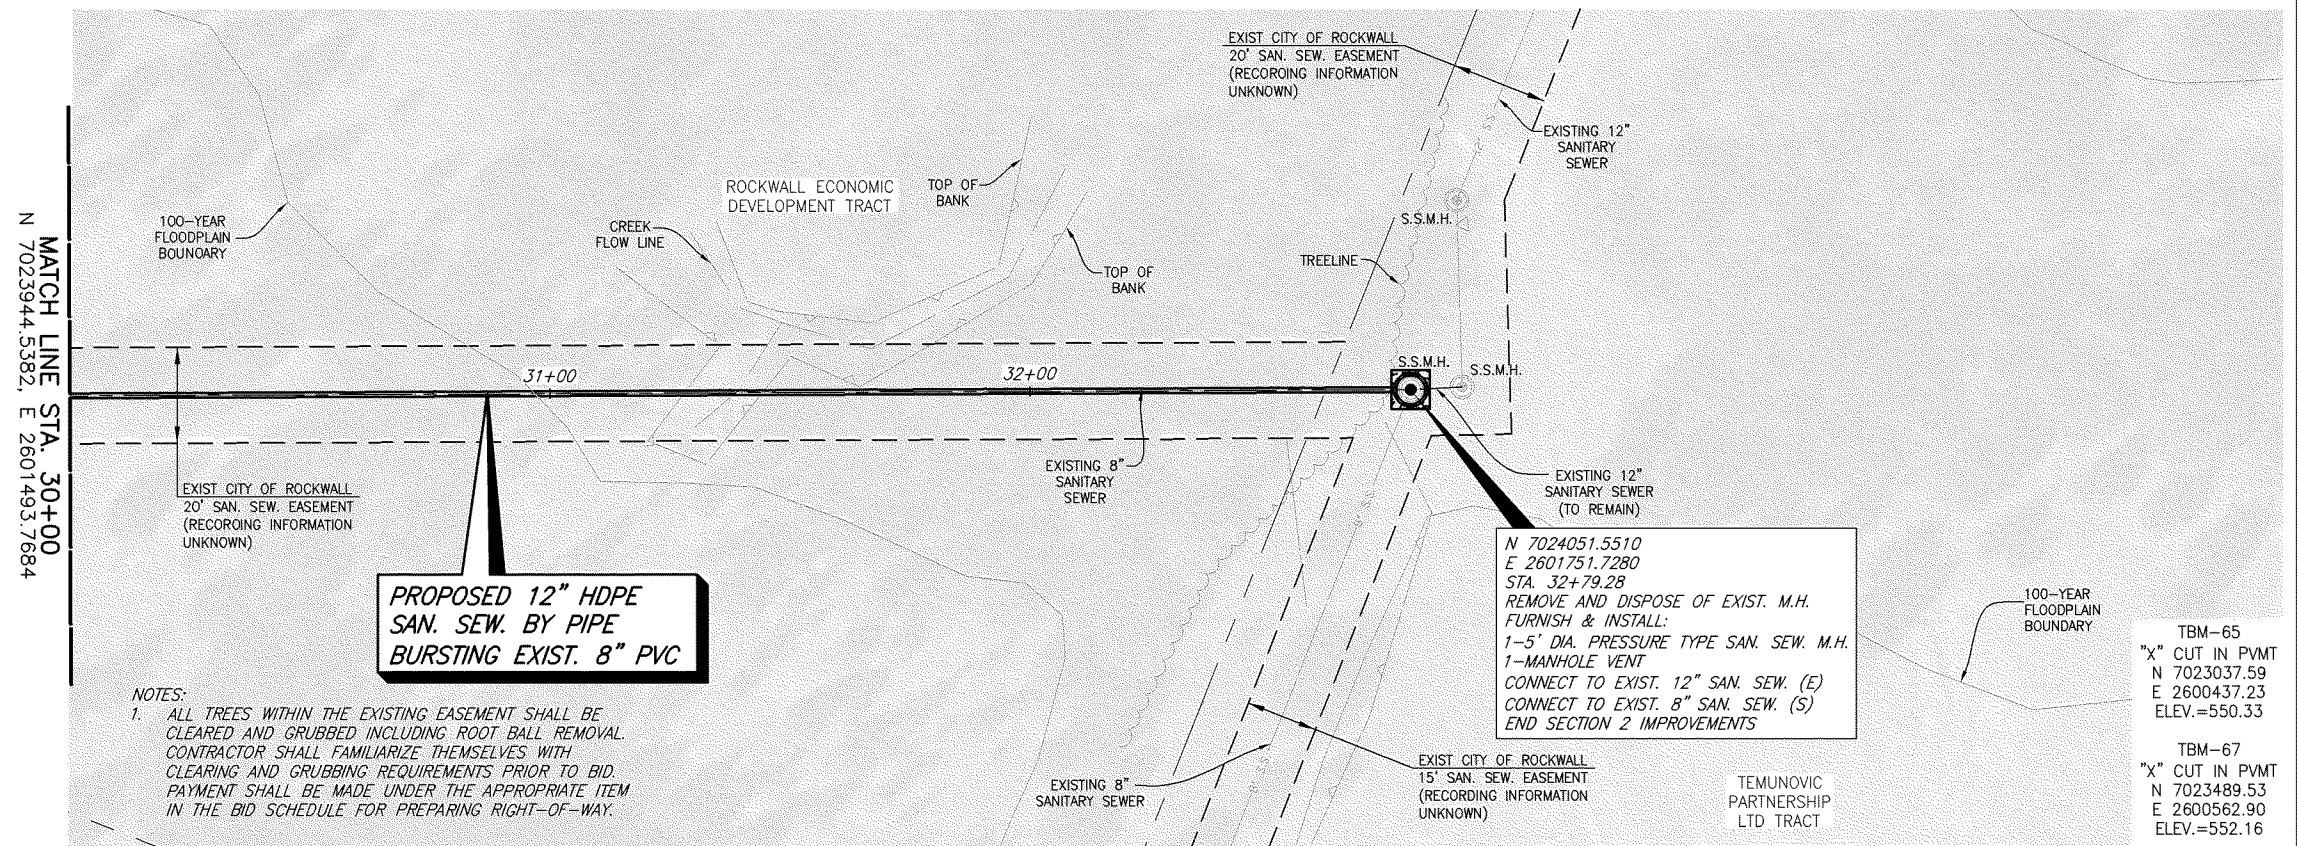 EXIST CITY OF ROCKWALL
20' SAN. SEW. EASEMENT
(RECOROING INFORMATION
UNKNOWN)
EXISTING 12"
SANITARY
SEWER
12" SS
S.S.M.H.
ROCKWALL ECONOMIC
DEVELOPMENT TRACT
TOP OF
BANK
100-YEAR
FLOODPLAIN
BOUNOARY
CREEK
FLOW LINE
TOP OF
BANK
TREELINE
MATCH LINE STA. 30+00
N 7023944.5382, E 2601493.7684
31+00
32+00
S.S.M.H.
S.S.M.H.
EXISTING 8"
SANITARY
SEWER
EXISTING 12"
SANITARY SEWER
(TO REMAIN)
EXIST CITY OF ROCKWALL
20' SAN. SEW. EASEMENT
(RECOROING INFORMATION
UNKNOWN)
8" SS
N 7024051.5510
E 2601751.7280
STA. 32+79.28
REMOVE AND DISPOSE OF EXIST. M.H.
FURNISH & INSTALL:
1-5' DIA. PRESSURE TYPE SAN. SEW. M.H.
1-MANHOLE VENT
CONNECT TO EXIST. 12" SAN. SEW. (E)
CONNECT TO EXIST. 8" SAN. SEW. (S)
END SECTION 2 IMPROVEMENTS
PROPOSED 12" HDPE
SAN. SEW. BY PIPE
BURSTING EXIST. 8" PVC
100-YEAR
FLOODPLAIN
BOUNDARY
TBM-65
"X" CUT IN PVMT
N 7023037.59
E 2600437.23
ELEV.=550.33
NOTES:
1. ALL TREES WITHIN THE EXISTING EASEMENT SHALL BE
CLEARED AND GRUBBED INCLUDING ROOT BALL REMOVAL.
CONTRACTOR SHALL FAMILIARIZE THEMSELVES WITH
CLEARING AND GRUBBING REQUIREMENTS PRIOR TO BID.
PAYMENT SHALL BE MADE UNDER THE APPROPRIATE ITEM
IN THE BID SCHEDULE FOR PREPARING RIGHT-OF-WAY.
EXISTING 8"
SANITARY SEWER
8" SS
EXIST CITY OF ROCKWALL
15' SAN. SEW. EASEMENT
(RECORDING INFORMATION
UNKNOWN)
TEMUNOVIC
PARTNERSHIP
LTD TRACT
TBM-67
"X" CUT IN PVMT
N 7023489.53
E 2600562.90
ELEV.=552.16